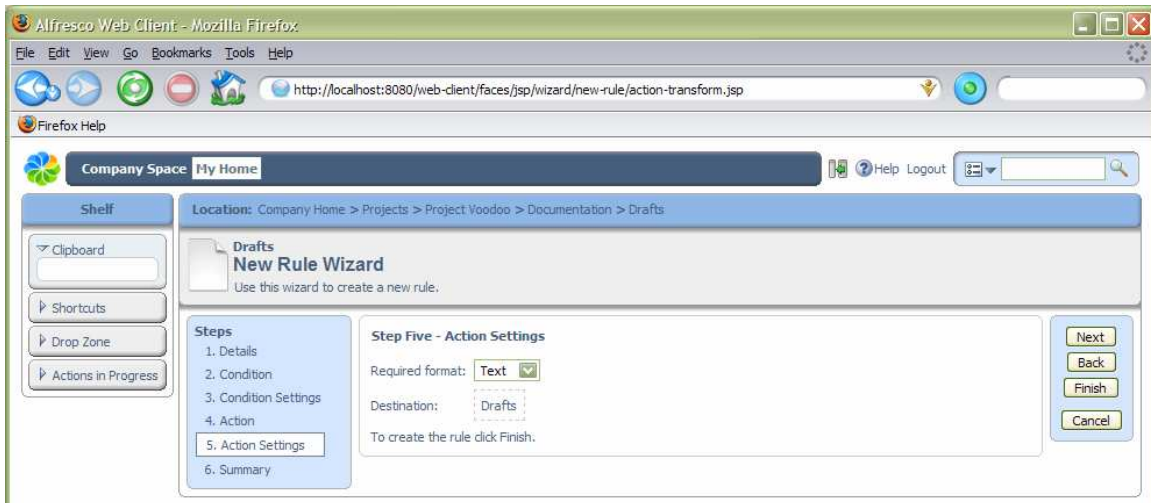 Alfresco Web Client - Mozilla Firefox
File Edit View Go Bookmarks Tools Help
http://localhost:8080/web-client/faces/jsp/wizard/new-rule/action-transform.jsp
Firefox Help
Company Space My Home Help Logout
Shelf
Location: Company Home > Projects > Project Voodoo > Documentation > Drafts
Clipboard
Shortcuts
Drop Zone
Actions in Progress
Drafts
New Rule Wizard
Use this wizard to create a new rule.
Steps
1. Details
2. Condition
3. Condition Settings
4. Action
5. Action Settings
6. Summary
Step Five - Action Settings
Required format: Text
Destination: Drafts
To create the rule click Finish.
Next
Back
Finish
Cancel